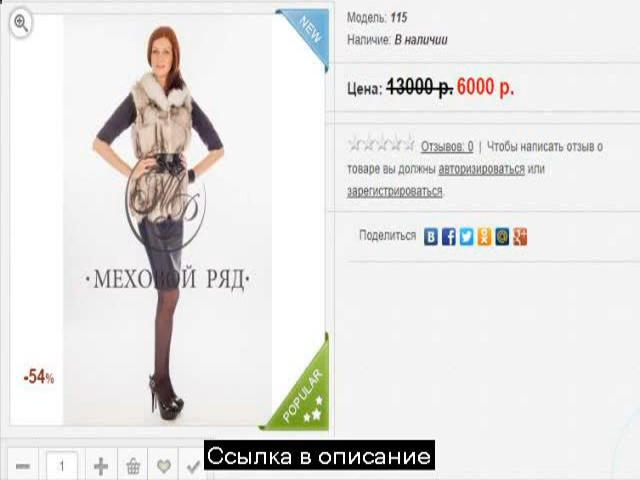 NEW
Модель: 115
Наличие: В наличии
Цена: 13000 р. 6000 р.
Отзывов: 0 | Чтобы написать отзыв о
товаре вы должны авторизироваться или
зарегистрироваться.
Поделиться
·МЕХОВОЙ РЯД·
-54%
POPULAR
1
Ссылка в описание